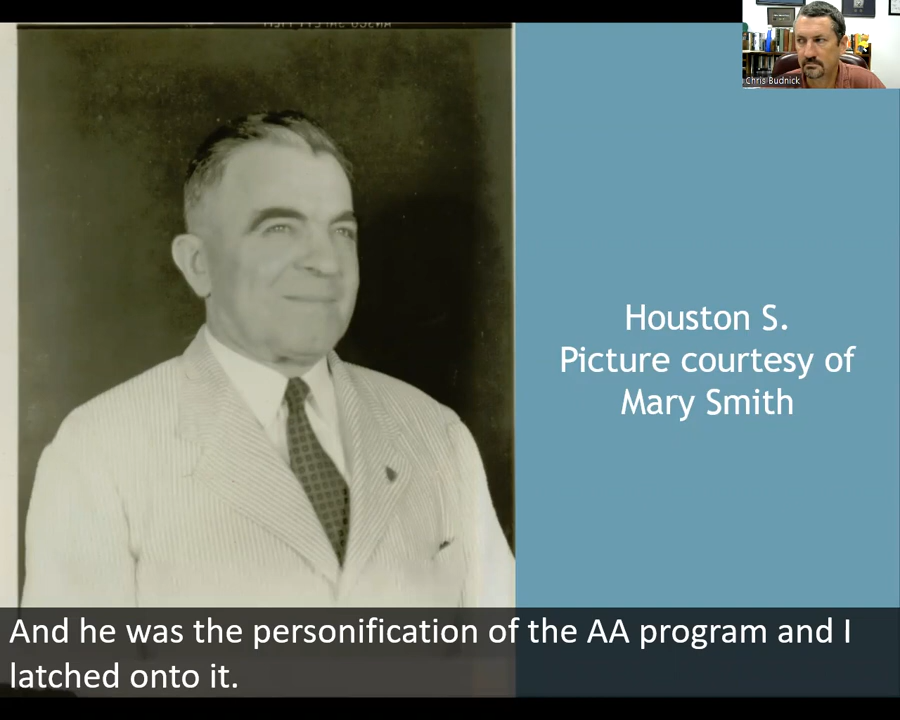 Chris Budnick
Houston S.
Picture courtesy of
Mary Smith
And he was the personification of the AA program and I
latched onto it.